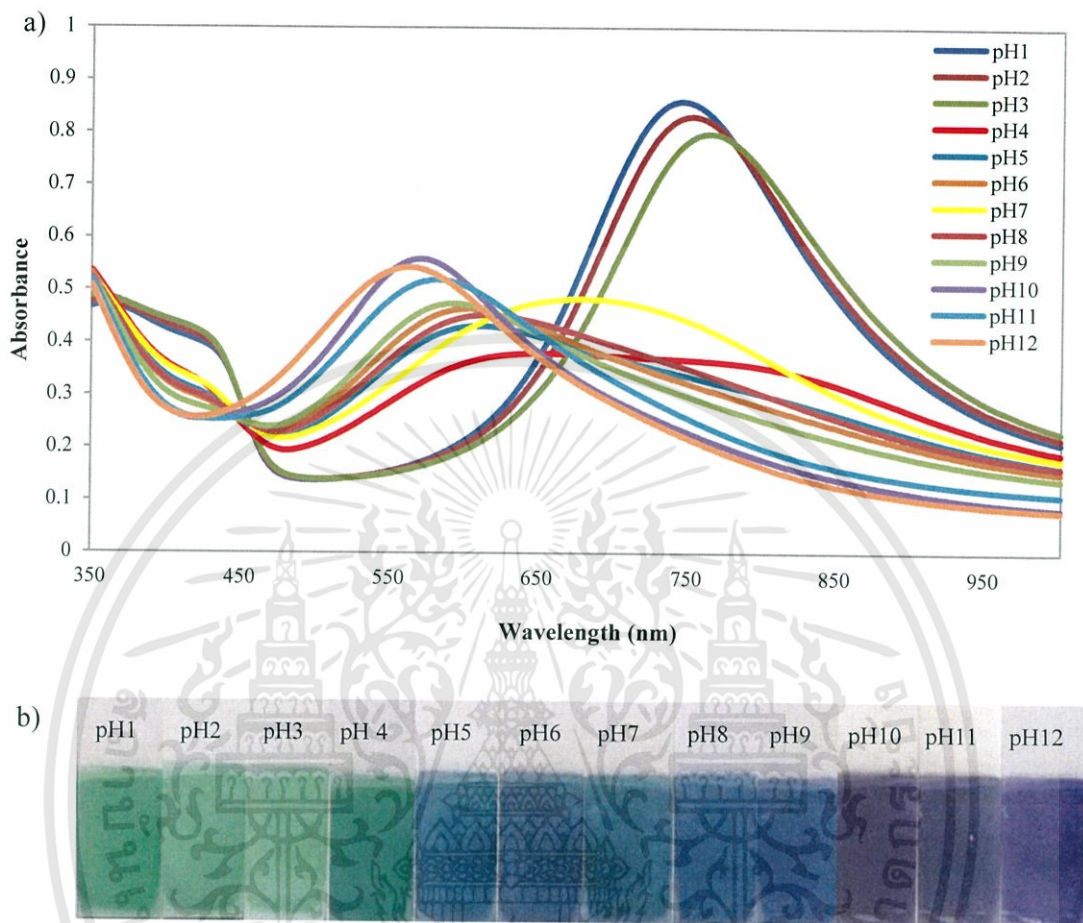 a)
1
0.9
0.8
0.7
0.6
0.5
0.4
0.3
0.2
0.1
0
Absorbance
350 450 550 650 750 850 950
Wavelength (nm)
pH1
pH2
pH3
pH4
pH5
pH6
pH7
pH8
pH9
pH10
pH11
pH12
b)
pH1 pH2 pH3 pH 4 pH5 pH6 pH7 pH8 pH9 pH10 pH11 pH12